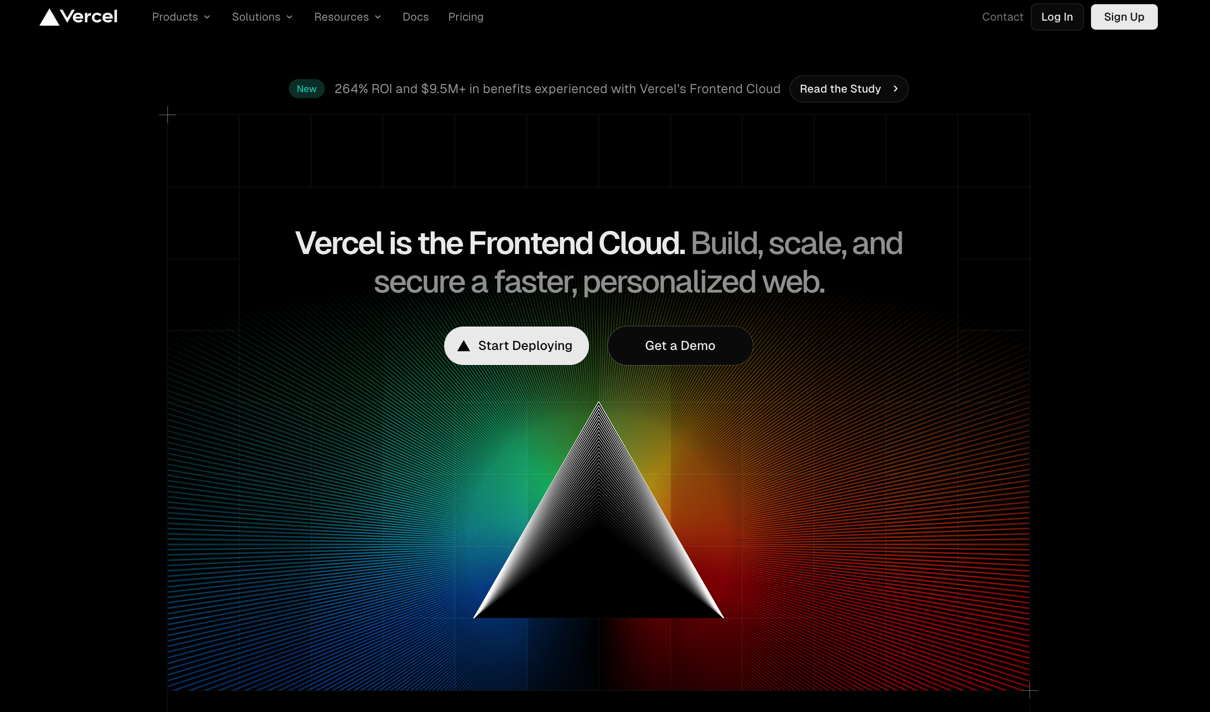 Vercel
Products
Solutions
Resources
Docs
Pricing
Contact
Log In
Sign Up
New
264% ROI and $9.5M+ in benefits experienced with Vercel's Frontend Cloud
Read the Study
Vercel is the Frontend Cloud. Build, scale, and
secure a faster, personalized web.
Start Deploying
Get a Demo